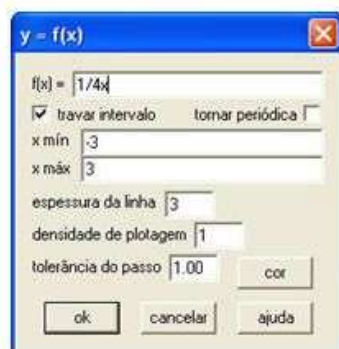 y = f(x)
f(x) = 1/4x
travar intervalo tornar periódica
x mín -3
x máx 3
espessura da linha 3
densidade de plotagem 1
tolerância do passo 1.00 cor
ok cancelar ajuda